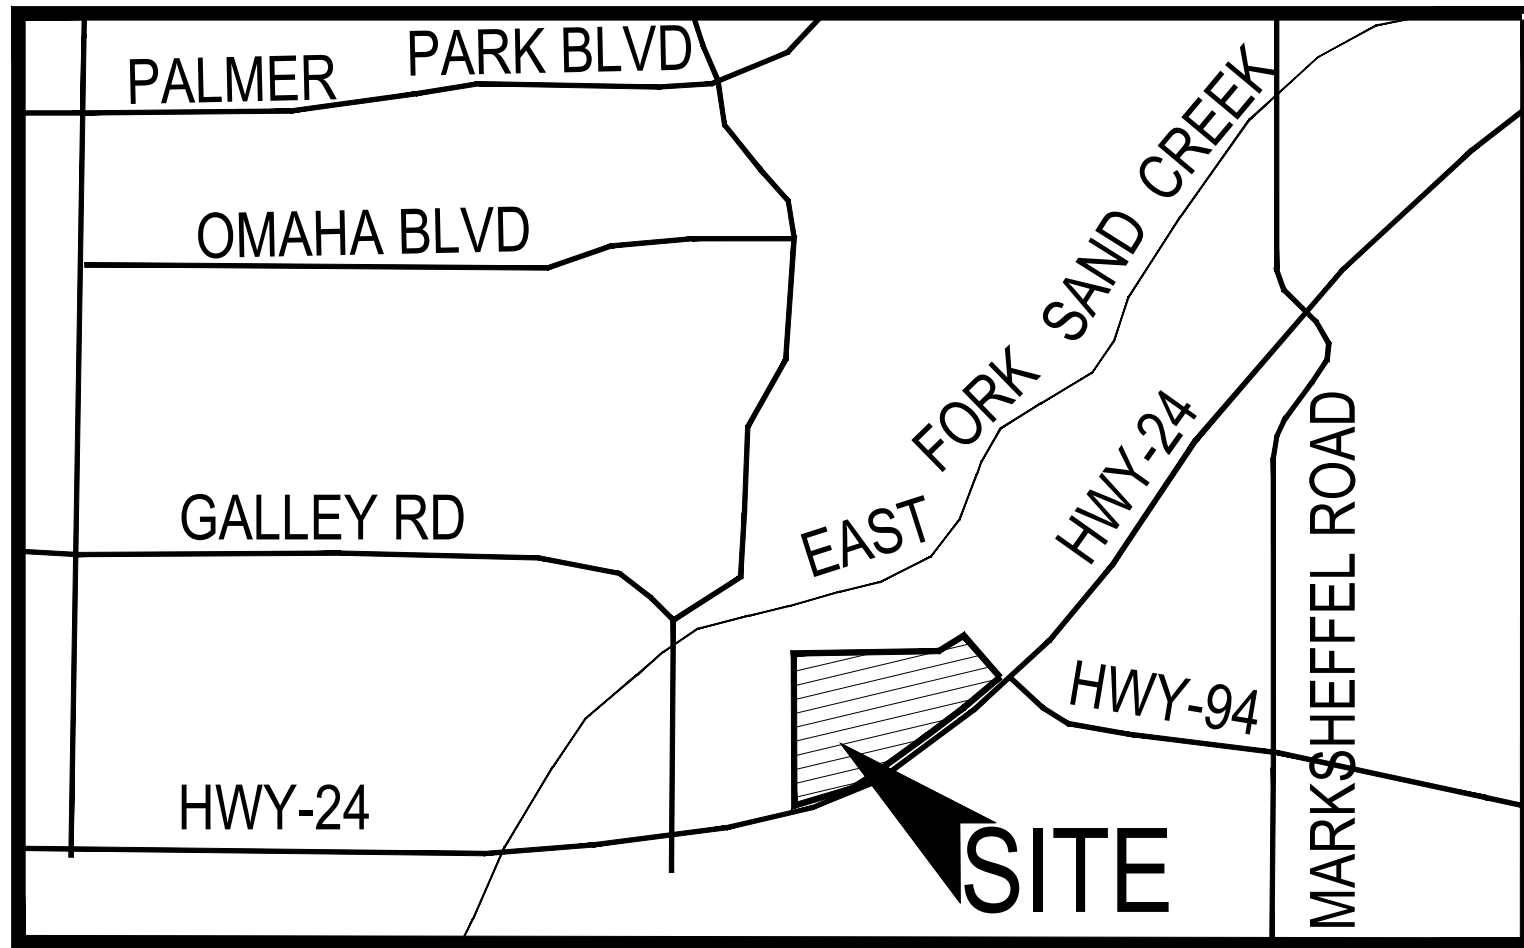 PALMER PARK BLVD
OMAHA BLVD
EAST FORK SAND CREEK
HWY-24
GALLEY RD
MARKSHEFFEL ROAD
HWY-94
HWY-24
SITE